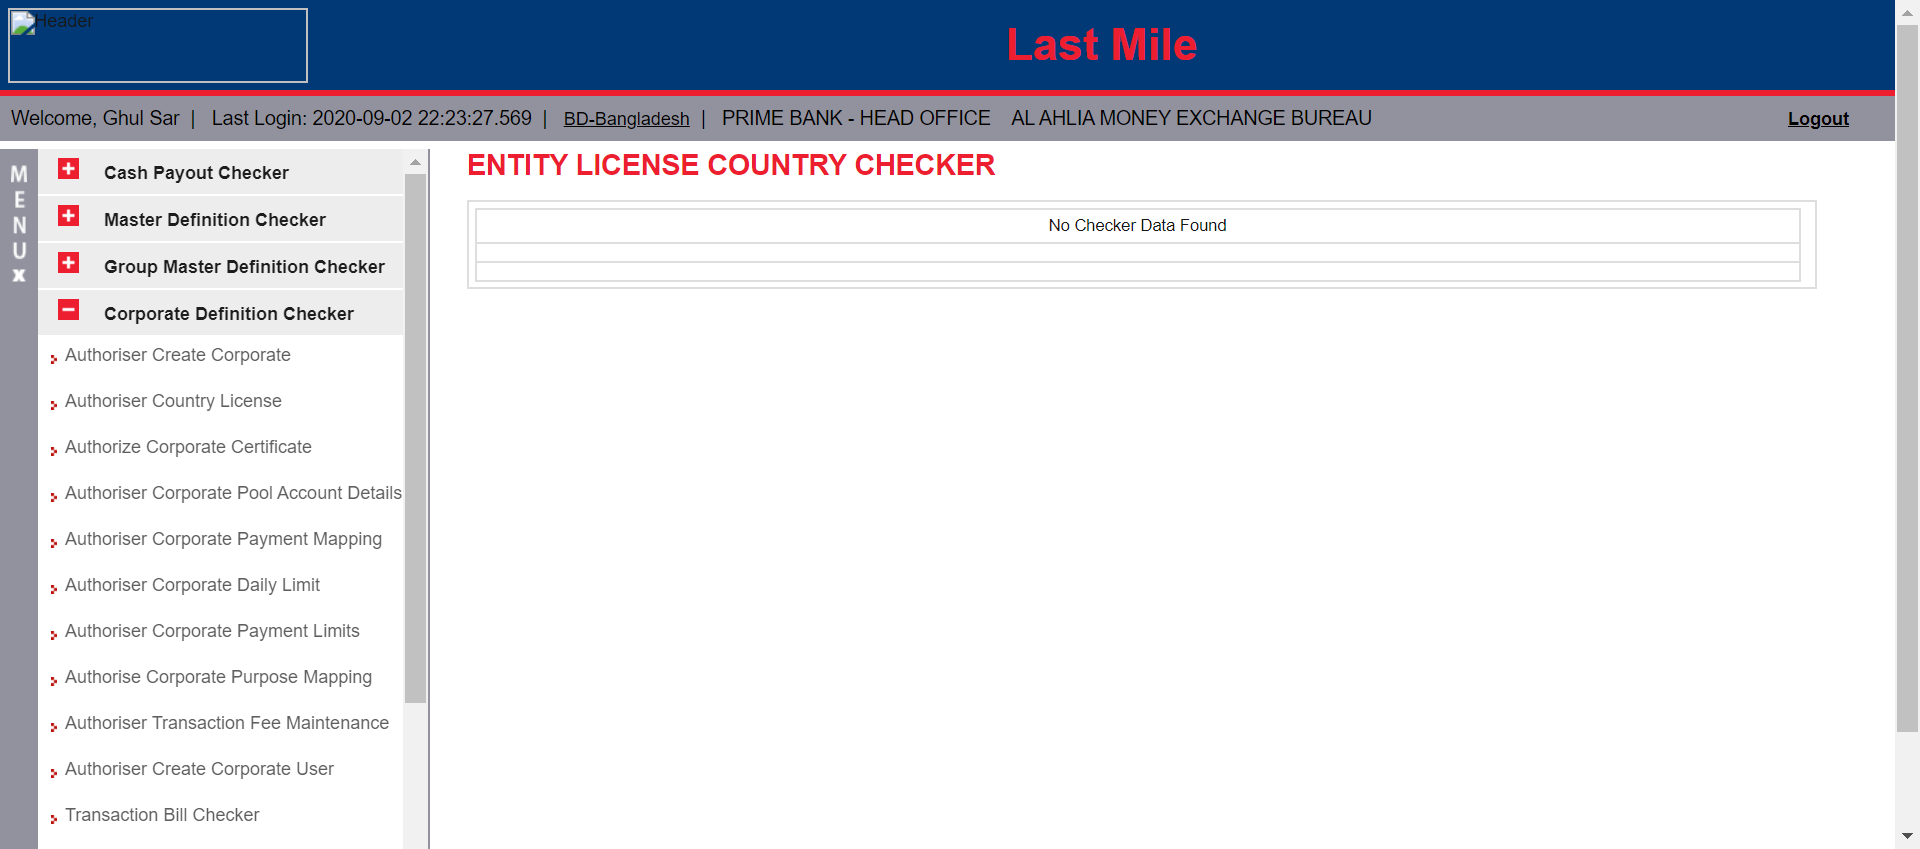 Header
Last Mile
Welcome, Ghul Sar | Last Login: 2020-09-02 22:23:27.569 | BD-Bangladesh | PRIME BANK - HEAD OFFICE AL AHLIA MONEY EXCHANGE BUREAU Logout
MENU
x
Cash Payout Checker
Master Definition Checker
Group Master Definition Checker
Corporate Definition Checker
Authoriser Create Corporate
Authoriser Country License
Authorize Corporate Certificate
Authoriser Corporate Pool Account Details
Authoriser Corporate Payment Mapping
Authoriser Corporate Daily Limit
Authoriser Corporate Payment Limits
Authorise Corporate Purpose Mapping
Authoriser Transaction Fee Maintenance
Authoriser Create Corporate User
Transaction Bill Checker
ENTITY LICENSE COUNTRY CHECKER
No Checker Data Found